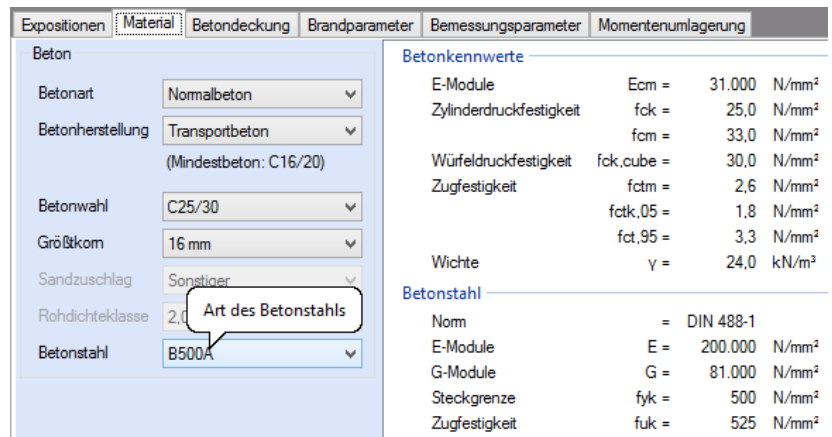 Expositionen Material Betondeckung Brandparameter Bemessungsparameter Momentenumlagerung
Beton
Betonart Normalbeton
Betonherstellung Transportbeton
(Mindestbeton: C16/20)
Betonwahl C25/30
Größtkorn 16 mm
Sandzuschlag Sonstiger
Rohdichteklasse 2,0
Art des Betonstahls
Betonstahl B500A
Betonkennwerte
E-Module Ecm = 31.000 N/mm²
Zylinderdruckfestigkeit fck = 25,0 N/mm²
fcm = 33,0 N/mm²
Würfeldruckfestigkeit fck,cube = 30,0 N/mm²
Zugfestigkeit fctm = 2,6 N/mm²
fctk,05 = 1,8 N/mm²
fct,95 = 3,3 N/mm²
Wichte γ = 24,0 kN/m³
Betonstahl
Norm = DIN 488-1
E-Module E = 200.000 N/mm²
G-Module G = 81.000 N/mm²
Steckgrenze fyk = 500 N/mm²
Zugfestigkeit fuk = 525 N/mm²